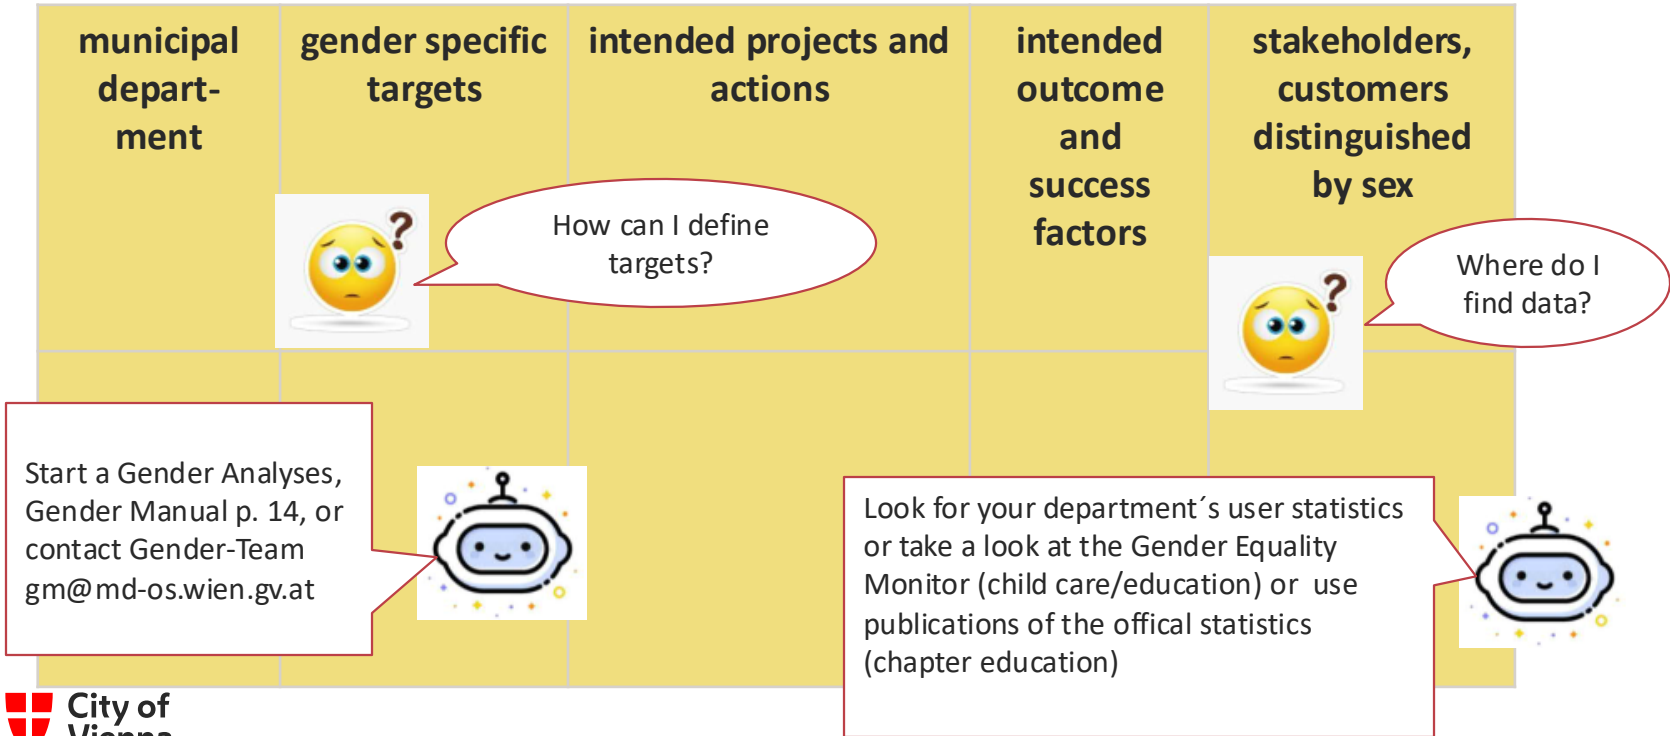 municipal
depart-
ment
gender specific
targets
intended projects and
actions
intended
outcome
and
success
factors
stakeholders,
customers
distinguished
by sex
?
How can I define
targets?
?
Where do I
find data?
Start a Gender Analyses,
Gender Manual p. 14, or
contact Gender-Team
gm@md-os.wien.gv.at
Look for your department´s user statistics
or take a look at the Gender Equality
Monitor (child care/education) or use
publications of the offical statistics
(chapter education)
City of
Vienna